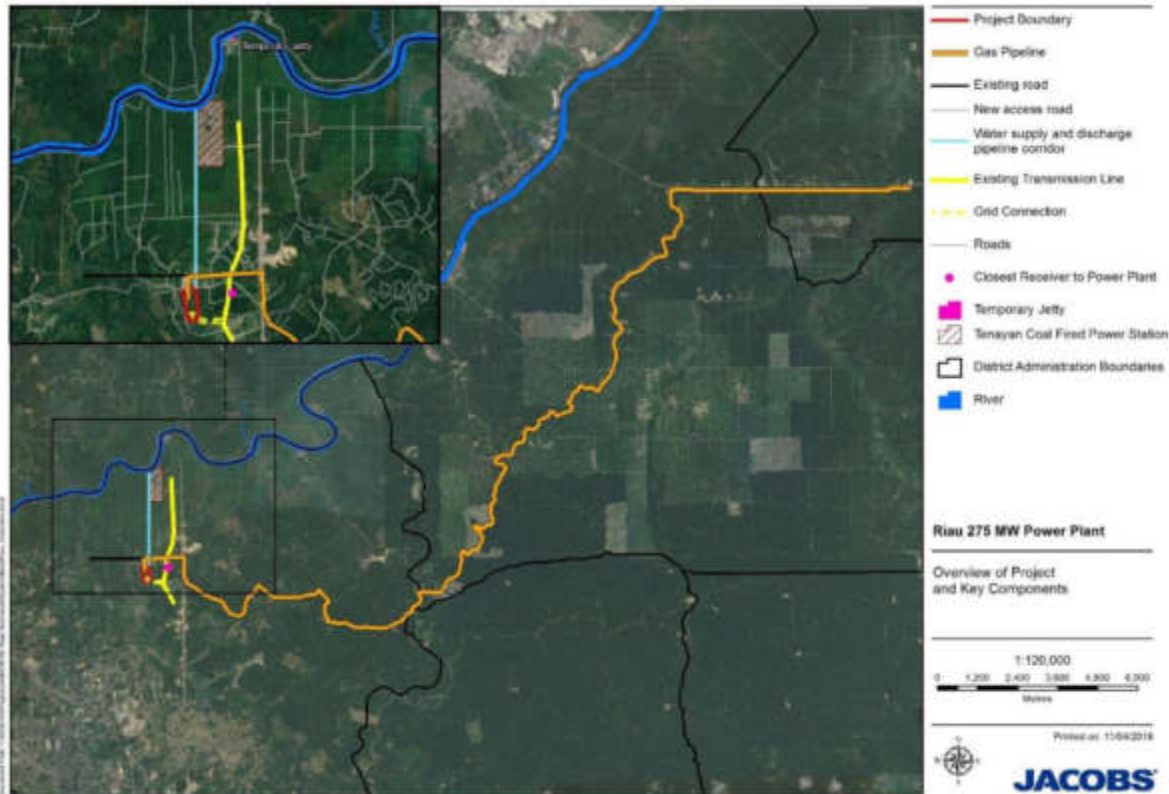 Temporary Jetty
Project Boundary
Gas Pipeline
Existing road
New access road
Water supply and discharge
pipeline corridor
Existing Transmission Line
Grid Connection
Roads
Closest Receiver to Power Plant
Temporary Jetty
Tenayan Coal Fired Power Station
District Administration Boundaries
River
Riau 275 MW Power Plant
Overview of Project
and Key Components
1:120,000
0 1,200 2,400 3,600 4,800 6,000
Metres
Printed on: 11/04/2018
JACOBS